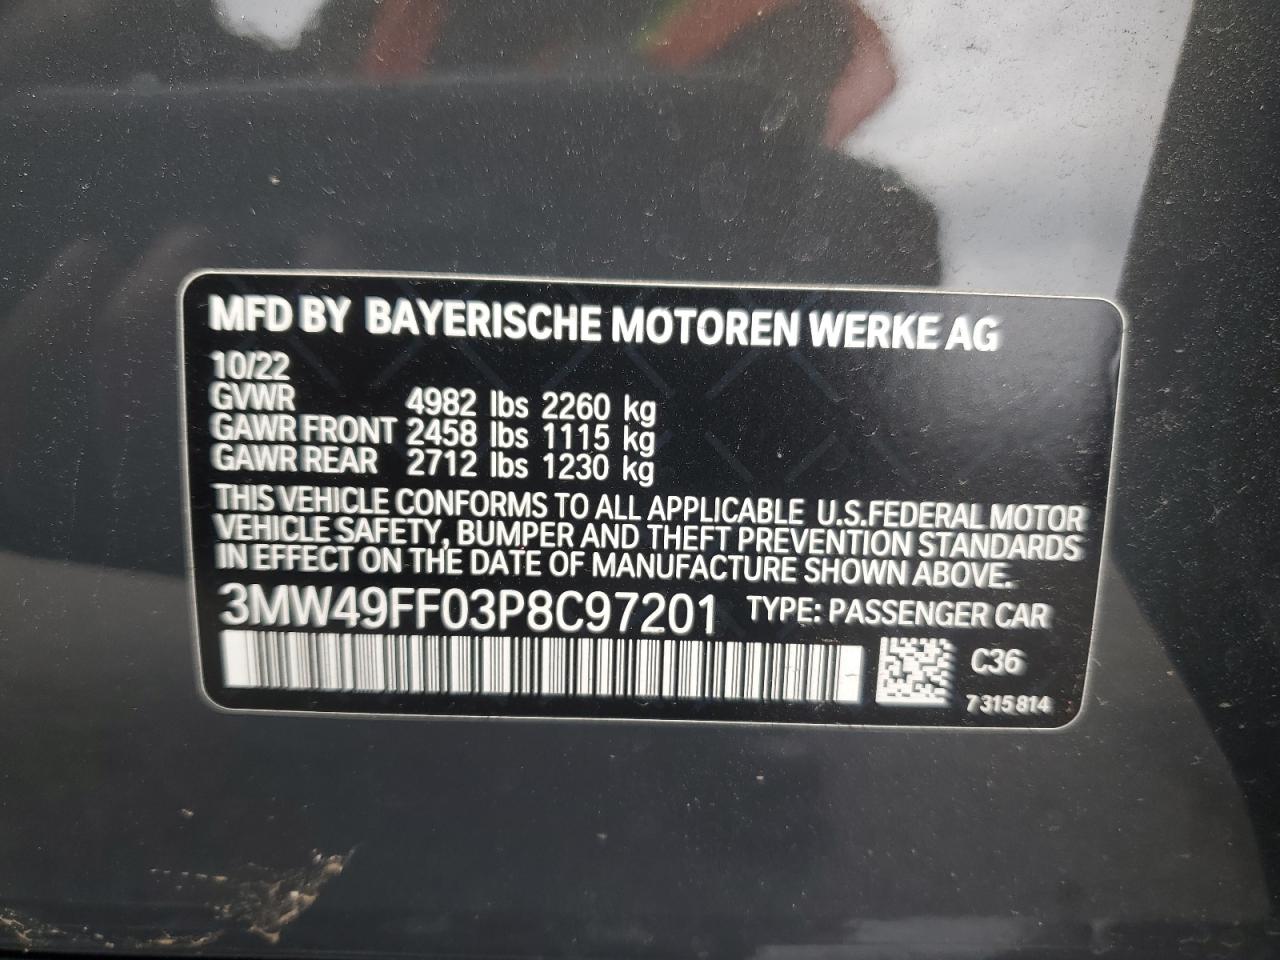 MFD BY BAYERISCHE MOTOREN WERKE AG
10/22
GVWR 4982 lbs 2260 kg
GAWR FRONT 2458 lbs 1115 kg
GAWR REAR 2712 lbs 1230 kg
THIS VEHICLE CONFORMS TO ALL APPLICABLE U.S.FEDERAL MOTOR
VEHICLE SAFETY, BUMPER AND THEFT PREVENTION STANDARDS
IN EFFECT ON THE DATE OF MANUFACTURE SHOWN ABOVE.
3MW49FF03P8C97201 TYPE: PASSENGER CAR
C36
7 315 814